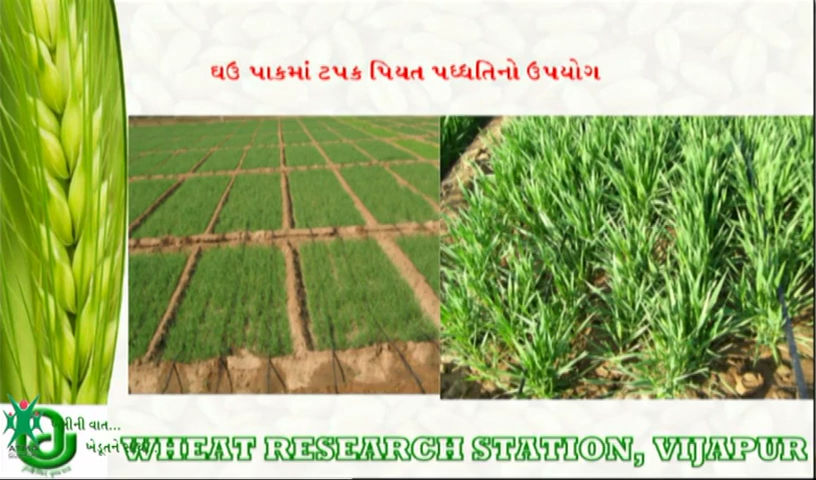 ઘઉ પાકમાં ટપક પિયત પધ્ધતિનો ઉપયોગ
વાત...
ખેડૂતને
WHEAT RESEARCH STATION, VIJAPUR